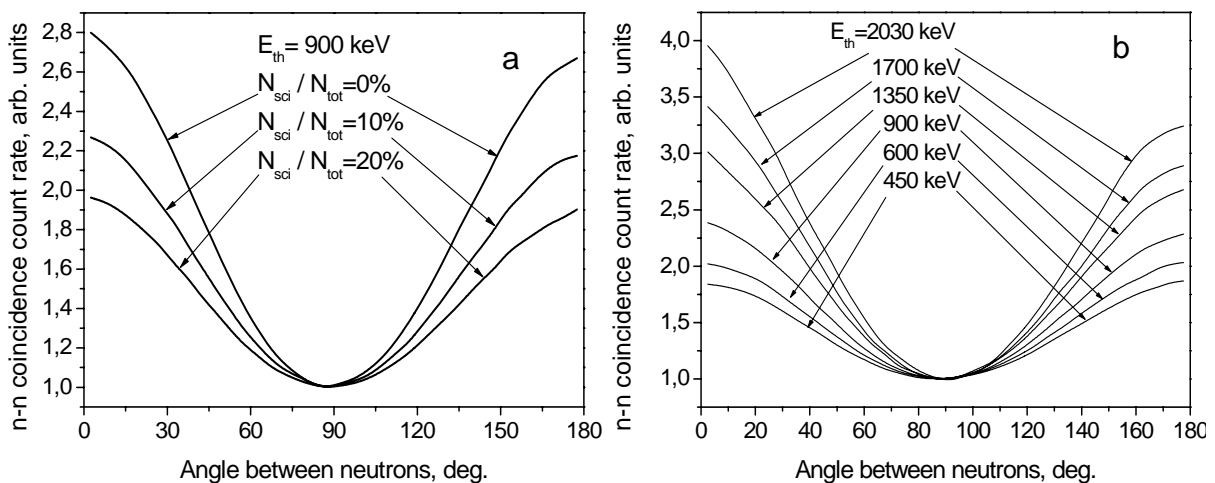 n-n coincidence count rate, arb. units
2,8
2,6
2,4
2,2
2,0
1,8
1,6
1,4
1,2
1,0
E_th= 900 keV
a
N_sci / N_tot=0%
N_sci / N_tot=10%
N_sci / N_tot=20%
0 30 60 90 120 150 180
Angle between neutrons, deg.
n-n coincidence count rate, arb. units
4,0
3,5
3,0
2,5
2,0
1,5
1,0
E_th=2030 keV
b
1700 keV
1350 keV
900 keV
600 keV
450 keV
0 20 40 60 80 100 120 140 160 180
Angle between neutrons, deg.